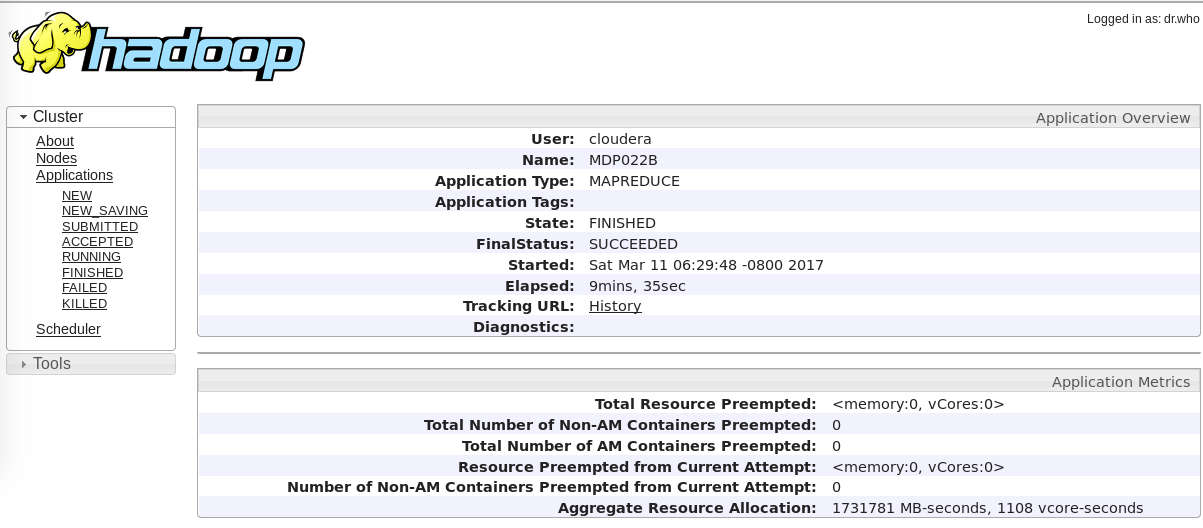 hadoop
Logged in as: dr.who
Cluster
About
Nodes
Applications
NEW
NEW_SAVING
SUBMITTED
ACCEPTED
RUNNING
FINISHED
FAILED
KILLED
Scheduler
Tools
Application Overview
User: cloudera
Name: MDP022B
Application Type: MAPREDUCE
Application Tags:
State: FINISHED
FinalStatus: SUCCEEDED
Started: Sat Mar 11 06:29:48 -0800 2017
Elapsed: 9mins, 35sec
Tracking URL: History
Diagnostics:
Application Metrics
Total Resource Preempted: <memory:0, vCores:0>
Total Number of Non-AM Containers Preempted: 0
Total Number of AM Containers Preempted: 0
Resource Preempted from Current Attempt: <memory:0, vCores:0>
Number of Non-AM Containers Preempted from Current Attempt: 0
Aggregate Resource Allocation: 1731781 MB-seconds, 1108 vcore-seconds